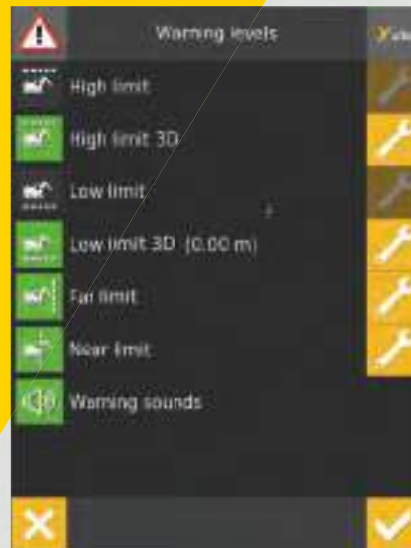 Warning levels
High limit
High limit 3D
Low limit
Low limit 3D (0.00 m)
Far limit
Near limit
Warning sounds